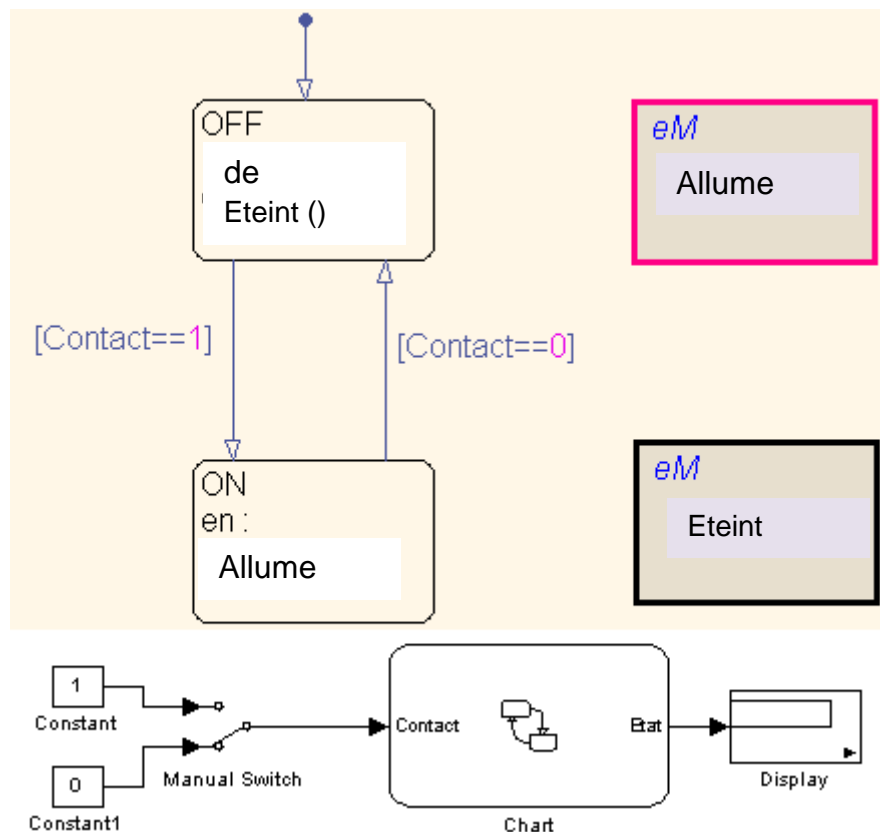 OFF
de
Eteint ()
eM
Allume
[Contact==1]
[Contact==0]
ON
en :
Allume
eM
Eteint
1
Constant
0
Constant1
Manual Switch
Contact
Etat
Chart
Display